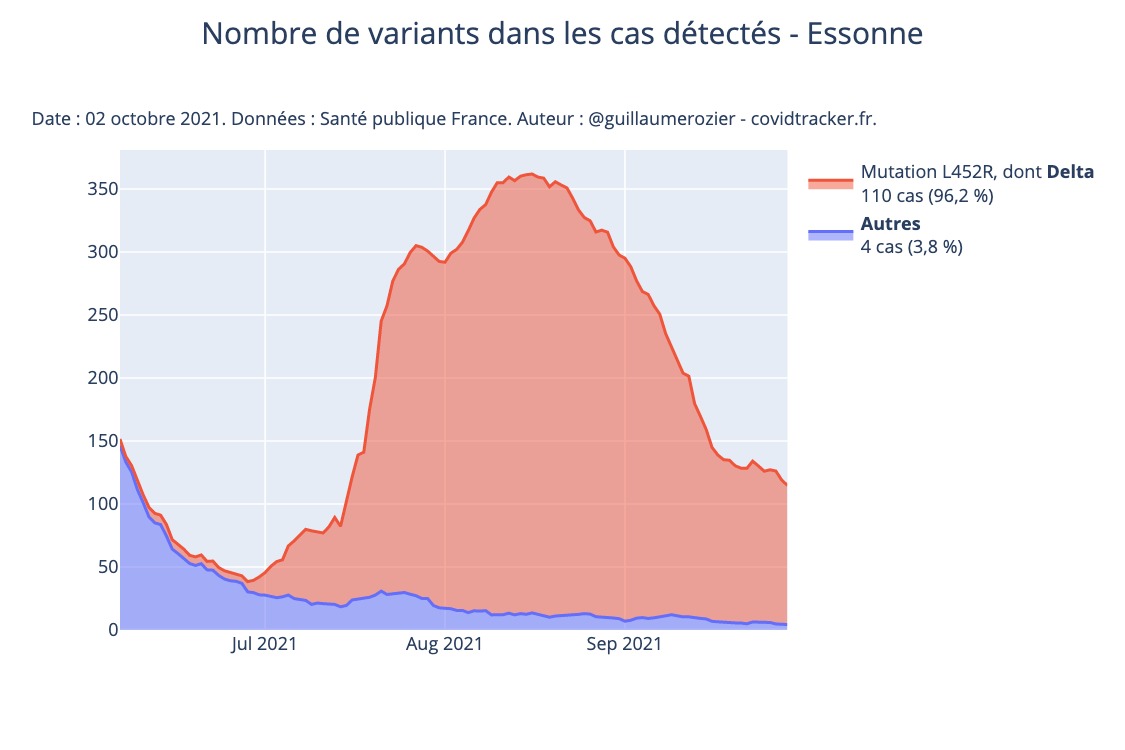 Nombre de variants dans les cas détectés - Essonne
Date : 02 octobre 2021. Données : Santé publique France. Auteur : @guillaumerozier - covidtracker.fr.
Mutation L452R, dont Delta
110 cas (96,2 %)
Autres
4 cas (3,8 %)
350
300
250
200
150
100
50
0
Jul 2021 Aug 2021 Sep 2021